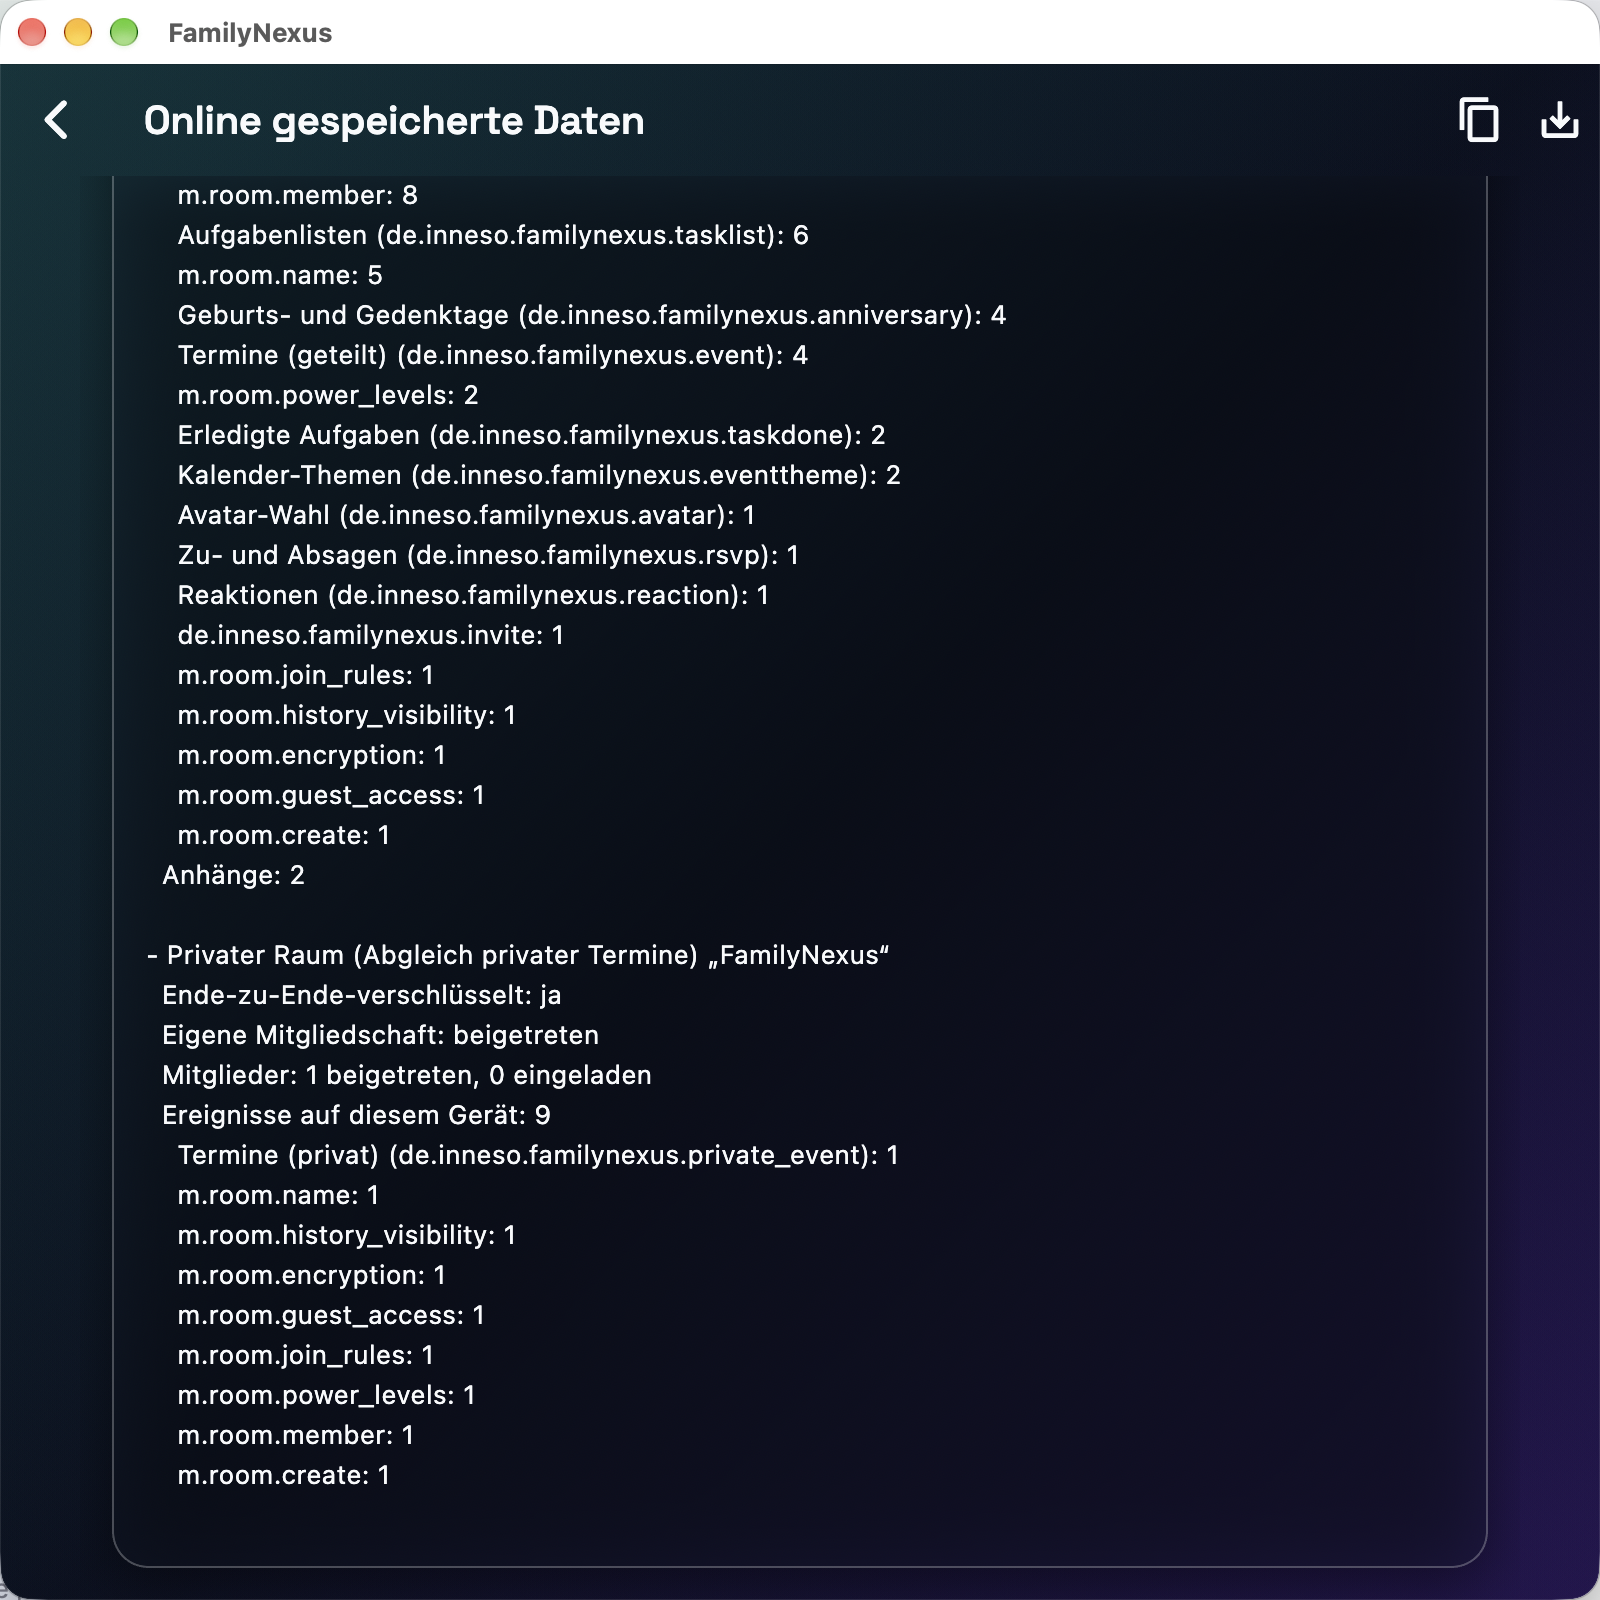 FamilyNexus
Online gespeicherte Daten
m.room.member: 8
Aufgabenlisten (de.inneso.familynexus.tasklist): 6
m.room.name: 5
Geburts- und Gedenktage (de.inneso.familynexus.anniversary): 4
Termine (geteilt) (de.inneso.familynexus.event): 4
m.room.power_levels: 2
Erledigte Aufgaben (de.inneso.familynexus.taskdone): 2
Kalender-Themen (de.inneso.familynexus.eventtheme): 2
Avatar-Wahl (de.inneso.familynexus.avatar): 1
Zu- und Absagen (de.inneso.familynexus.rsvp): 1
Reaktionen (de.inneso.familynexus.reaction): 1
de.inneso.familynexus.invite: 1
m.room.join_rules: 1
m.room.history_visibility: 1
m.room.encryption: 1
m.room.guest_access: 1
m.room.create: 1
Anhänge: 2
- Privater Raum (Abgleich privater Termine) „FamilyNexus“
Ende-zu-Ende-verschlüsselt: ja
Eigene Mitgliedschaft: beigetreten
Mitglieder: 1 beigetreten, 0 eingeladen
Ereignisse auf diesem Gerät: 9
Termine (privat) (de.inneso.familynexus.private_event): 1
m.room.name: 1
m.room.history_visibility: 1
m.room.encryption: 1
m.room.guest_access: 1
m.room.join_rules: 1
m.room.power_levels: 1
m.room.member: 1
m.room.create: 1